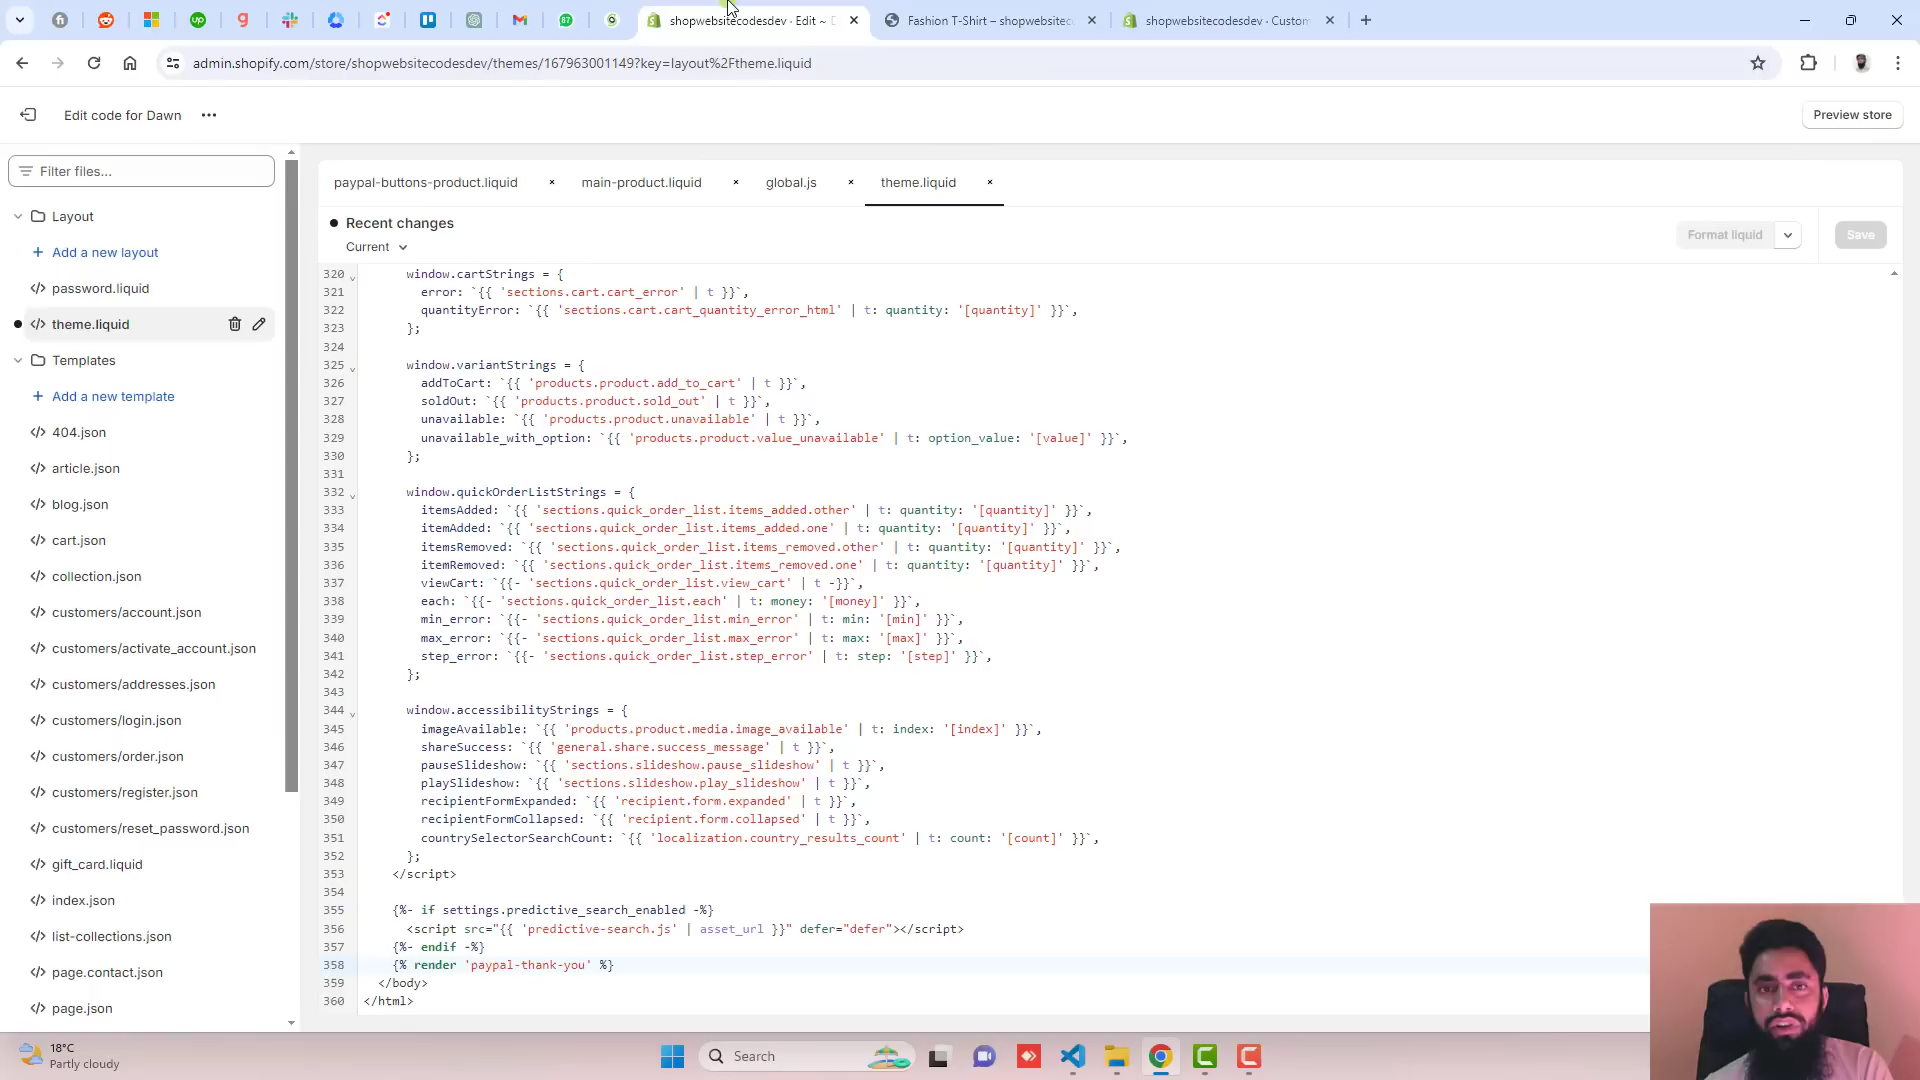 shopwebsitecodesdev · Edit ~ D
Fashion T-Shirt – shopwebsitec
shopwebsitecodesdev · Custom
admin.shopify.com/store/shopwebsitecodesdev/themes/167963001149?key=layout%2Ftheme.liquid
Edit code for Dawn
Preview store
Filter files...
Layout
Add a new layout
password.liquid
theme.liquid
Templates
Add a new template
404.json
article.json
blog.json
cart.json
collection.json
customers/account.json
customers/activate_account.json
customers/addresses.json
customers/login.json
customers/order.json
customers/register.json
customers/reset_password.json
gift_card.liquid
index.json
list-collections.json
page.contact.json
page.json
paypal-buttons-product.liquid
main-product.liquid
global.js
theme.liquid
Recent changes
Current
Format liquid
Save
320 window.cartStrings = {
321 error: `{{ 'sections.cart.cart_error' | t }}`,
322 quantityError: `{{ 'sections.cart.cart_quantity_error_html' | t: quantity: '[quantity]' }}`,
323 };
324
325 window.variantStrings = {
326 addToCart: `{{ 'products.product.add_to_cart' | t }}`,
327 soldOut: `{{ 'products.product.sold_out' | t }}`,
328 unavailable: `{{ 'products.product.unavailable' | t }}`,
329 unavailable_with_option: `{{ 'products.product.value_unavailable' | t: option_value: '[value]' }}`,
330 };
331
332 window.quickOrderListStrings = {
333 itemsAdded: `{{ 'sections.quick_order_list.items_added.other' | t: quantity: '[quantity]' }}`,
334 itemAdded: `{{ 'sections.quick_order_list.items_added.one' | t: quantity: '[quantity]' }}`,
335 itemsRemoved: `{{ 'sections.quick_order_list.items_removed.other' | t: quantity: '[quantity]' }}`,
336 itemRemoved: `{{ 'sections.quick_order_list.items_removed.one' | t: quantity: '[quantity]' }}`,
337 viewCart: `{{- 'sections.quick_order_list.view_cart' | t -}}`,
338 each: `{{- 'sections.quick_order_list.each' | t: money: '[money]' }}`,
339 min_error: `{{- 'sections.quick_order_list.min_error' | t: min: '[min]' }}`,
340 max_error: `{{- 'sections.quick_order_list.max_error' | t: max: '[max]' }}`,
341 step_error: `{{- 'sections.quick_order_list.step_error' | t: step: '[step]' }}`,
342 };
343
344 window.accessibilityStrings = {
345 imageAvailable: `{{ 'products.product.media.image_available' | t: index: '[index]' }}`,
346 shareSuccess: `{{ 'general.share.success_message' | t }}`,
347 pauseSlideshow: `{{ 'sections.slideshow.pause_slideshow' | t }}`,
348 playSlideshow: `{{ 'sections.slideshow.play_slideshow' | t }}`,
349 recipientFormExpanded: `{{ 'recipient.form.expanded' | t }}`,
350 recipientFormCollapsed: `{{ 'recipient.form.collapsed' | t }}`,
351 countrySelectorSearchCount: `{{ 'localization.country_results_count' | t: count: '[count]' }}`,
352 };
353 </script>
354
355 {%- if settings.predictive_search_enabled -%}
356 <script src="{{ 'predictive-search.js' | asset_url }}" defer="defer"></script>
357 {%- endif -%}
358 {% render 'paypal-thank-you' %}
359 </body>
360 </html>
18°C
Partly cloudy
Search